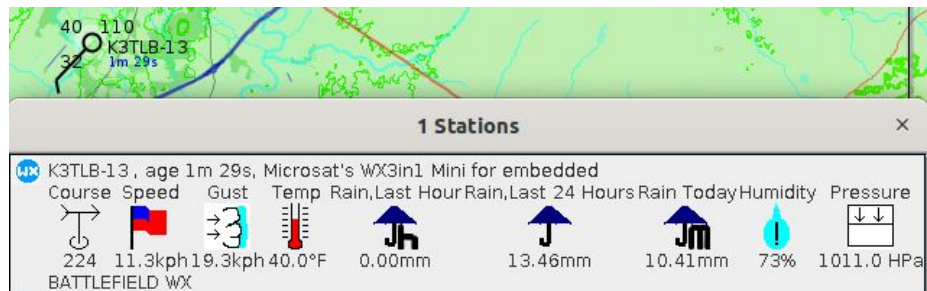 40 110
K3TLB-13
32 1m 29s
1 Stations ×
WX K3TLB-13 , age 1m 29s, Microsat's WX3in1 Mini for embedded
Course Speed Gust Temp Rain,Last Hour Rain,Last 24 Hours Rain Today Humidity Pressure
h m
224 11.3kph 19.3kph 40.0°F 0.00mm 13.46mm 10.41mm 73% 1011.0 HPa
BATTLEFIELD WX